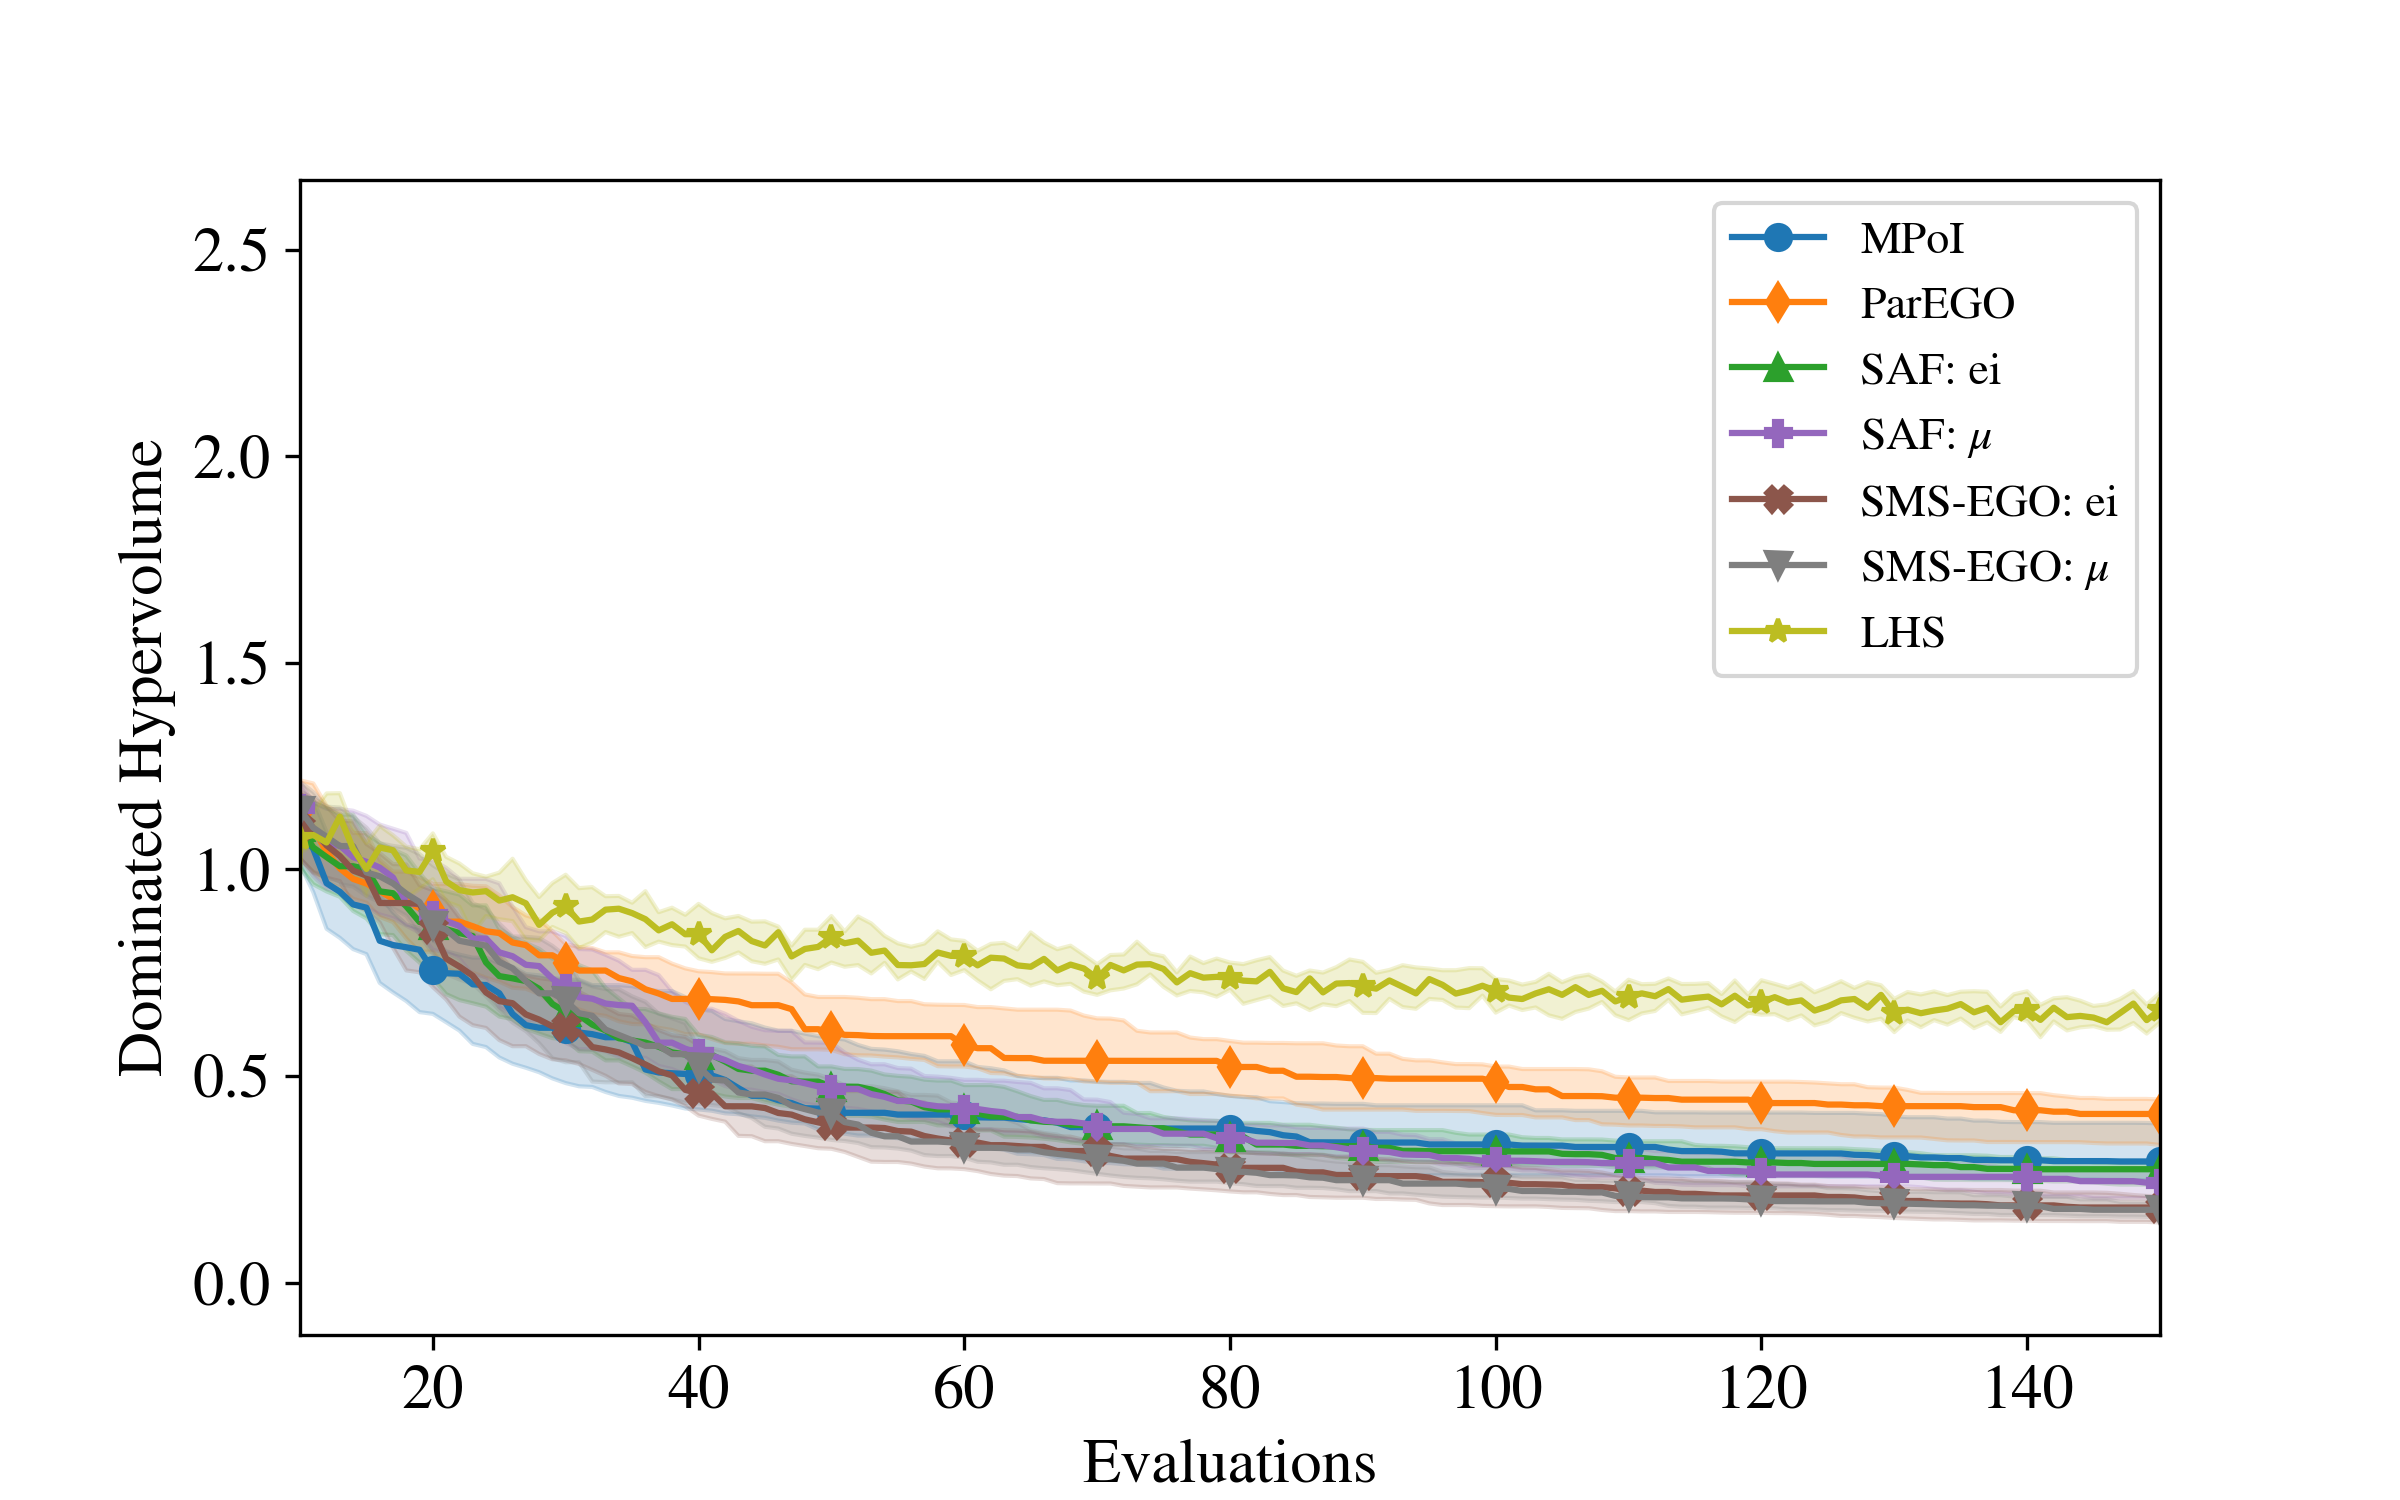 2.5
2.0
1.5
1.0
0.5
0.0
Dominated Hypervolume
20 40 60 80 100 120 140
Evaluations
MPoI
ParEGO
SAF: ei
SAF: μ
SMS-EGO: ei
SMS-EGO: μ
LHS